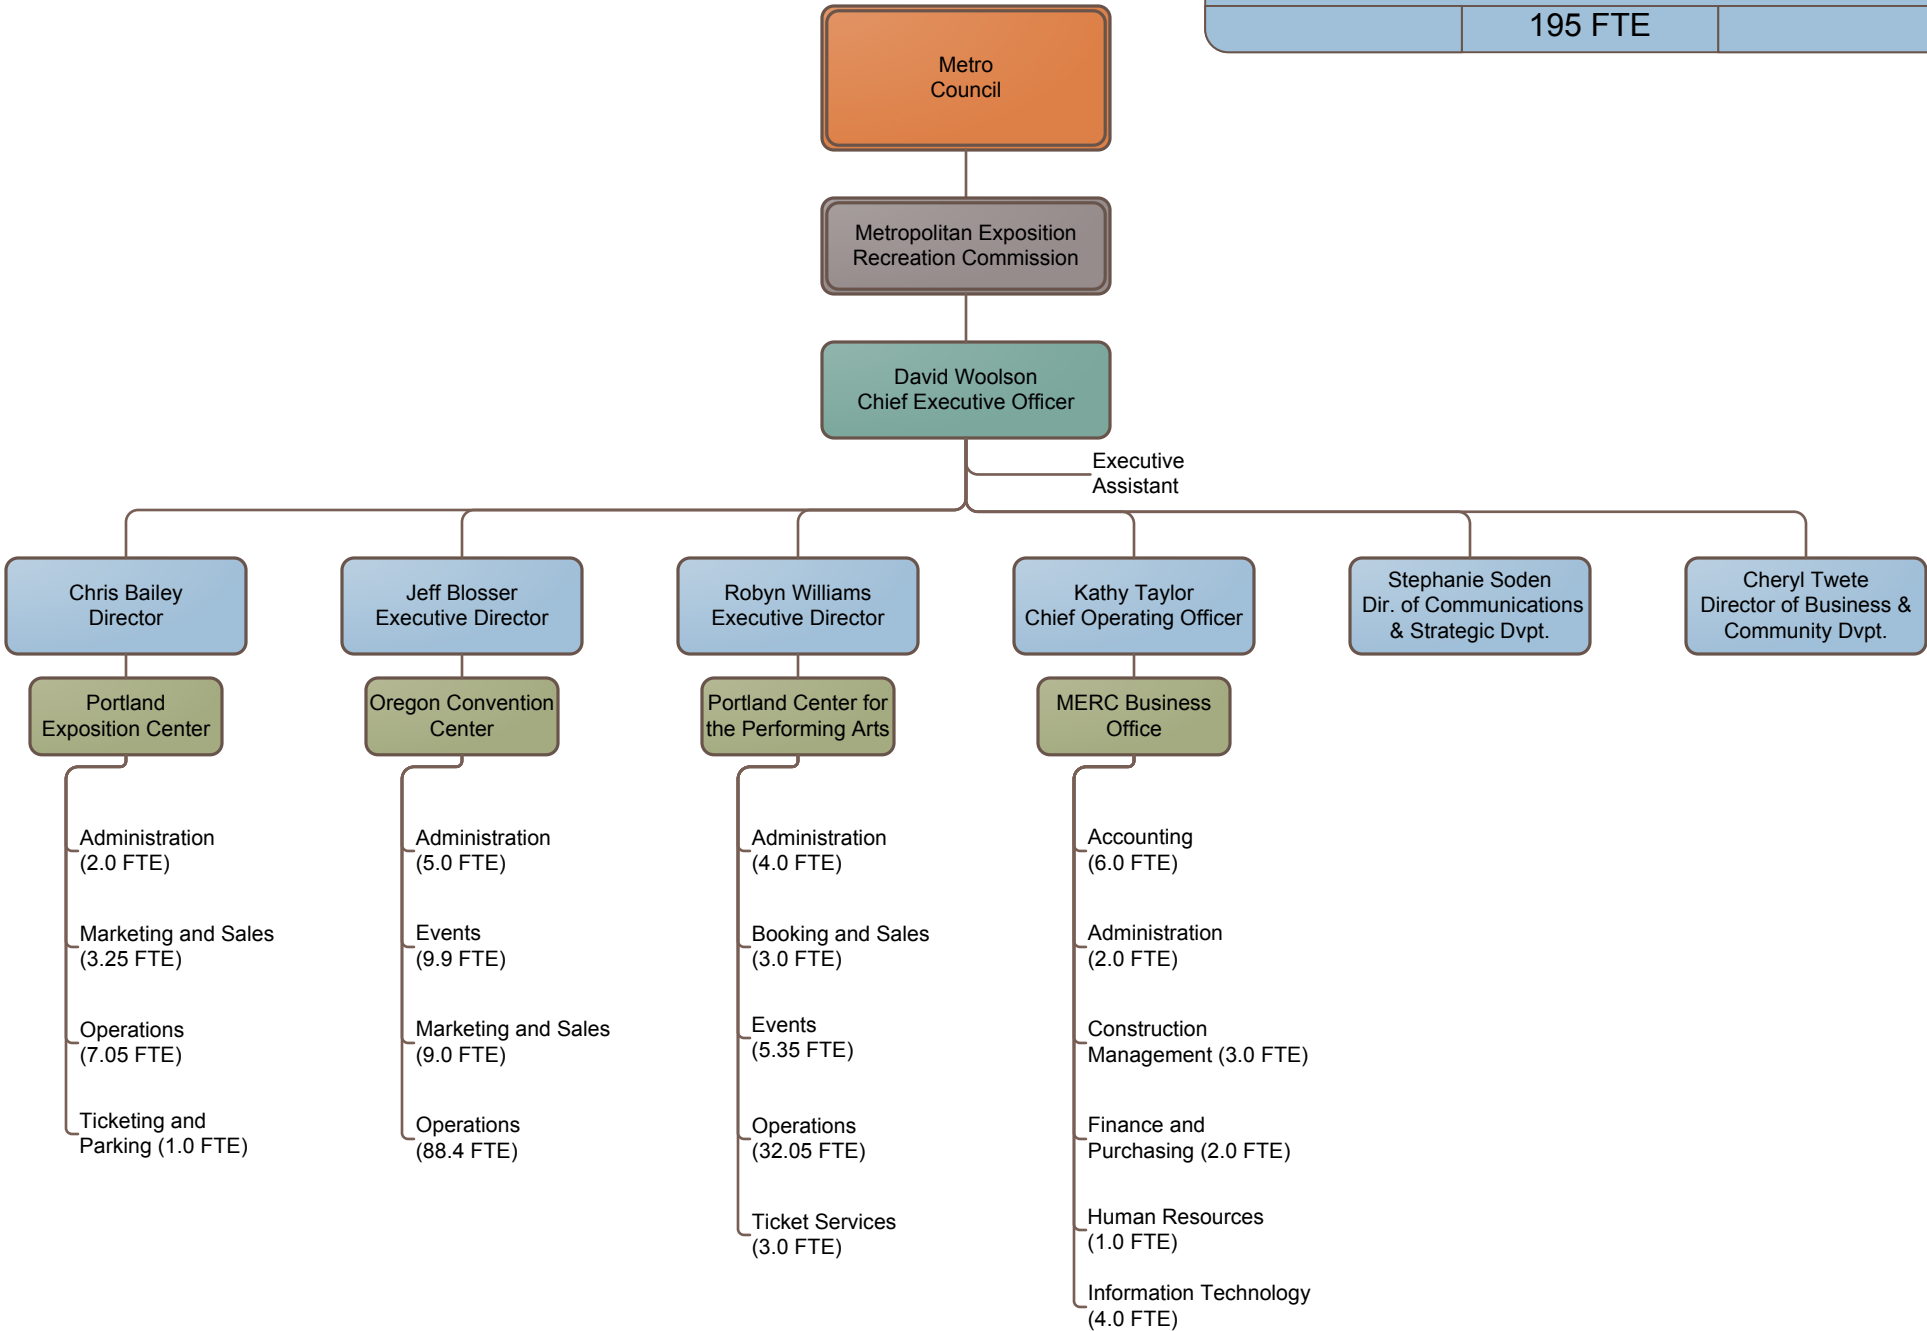 195 FTE
Metro
Council
Metropolitan Exposition
Recreation Commission
David Woolson
Chief Executive Officer
Executive
Assistant
Chris Bailey
Director
Jeff Blosser
Executive Director
Robyn Williams
Executive Director
Kathy Taylor
Chief Operating Officer
Stephanie Soden
Dir. of Communications
& Strategic Dvpt.
Cheryl Twete
Director of Business &
Community Dvpt.
Portland
Exposition Center
Oregon Convention
Center
Portland Center for
the Performing Arts
MERC Business
Office
Administration
(2.0 FTE)
Marketing and Sales
(3.25 FTE)
Operations
(7.05 FTE)
Ticketing and
Parking (1.0 FTE)
Administration
(5.0 FTE)
Events
(9.9 FTE)
Marketing and Sales
(9.0 FTE)
Operations
(88.4 FTE)
Administration
(4.0 FTE)
Booking and Sales
(3.0 FTE)
Events
(5.35 FTE)
Operations
(32.05 FTE)
Ticket Services
(3.0 FTE)
Accounting
(6.0 FTE)
Administration
(2.0 FTE)
Construction
Management (3.0 FTE)
Finance and
Purchasing (2.0 FTE)
Human Resources
(1.0 FTE)
Information Technology
(4.0 FTE)